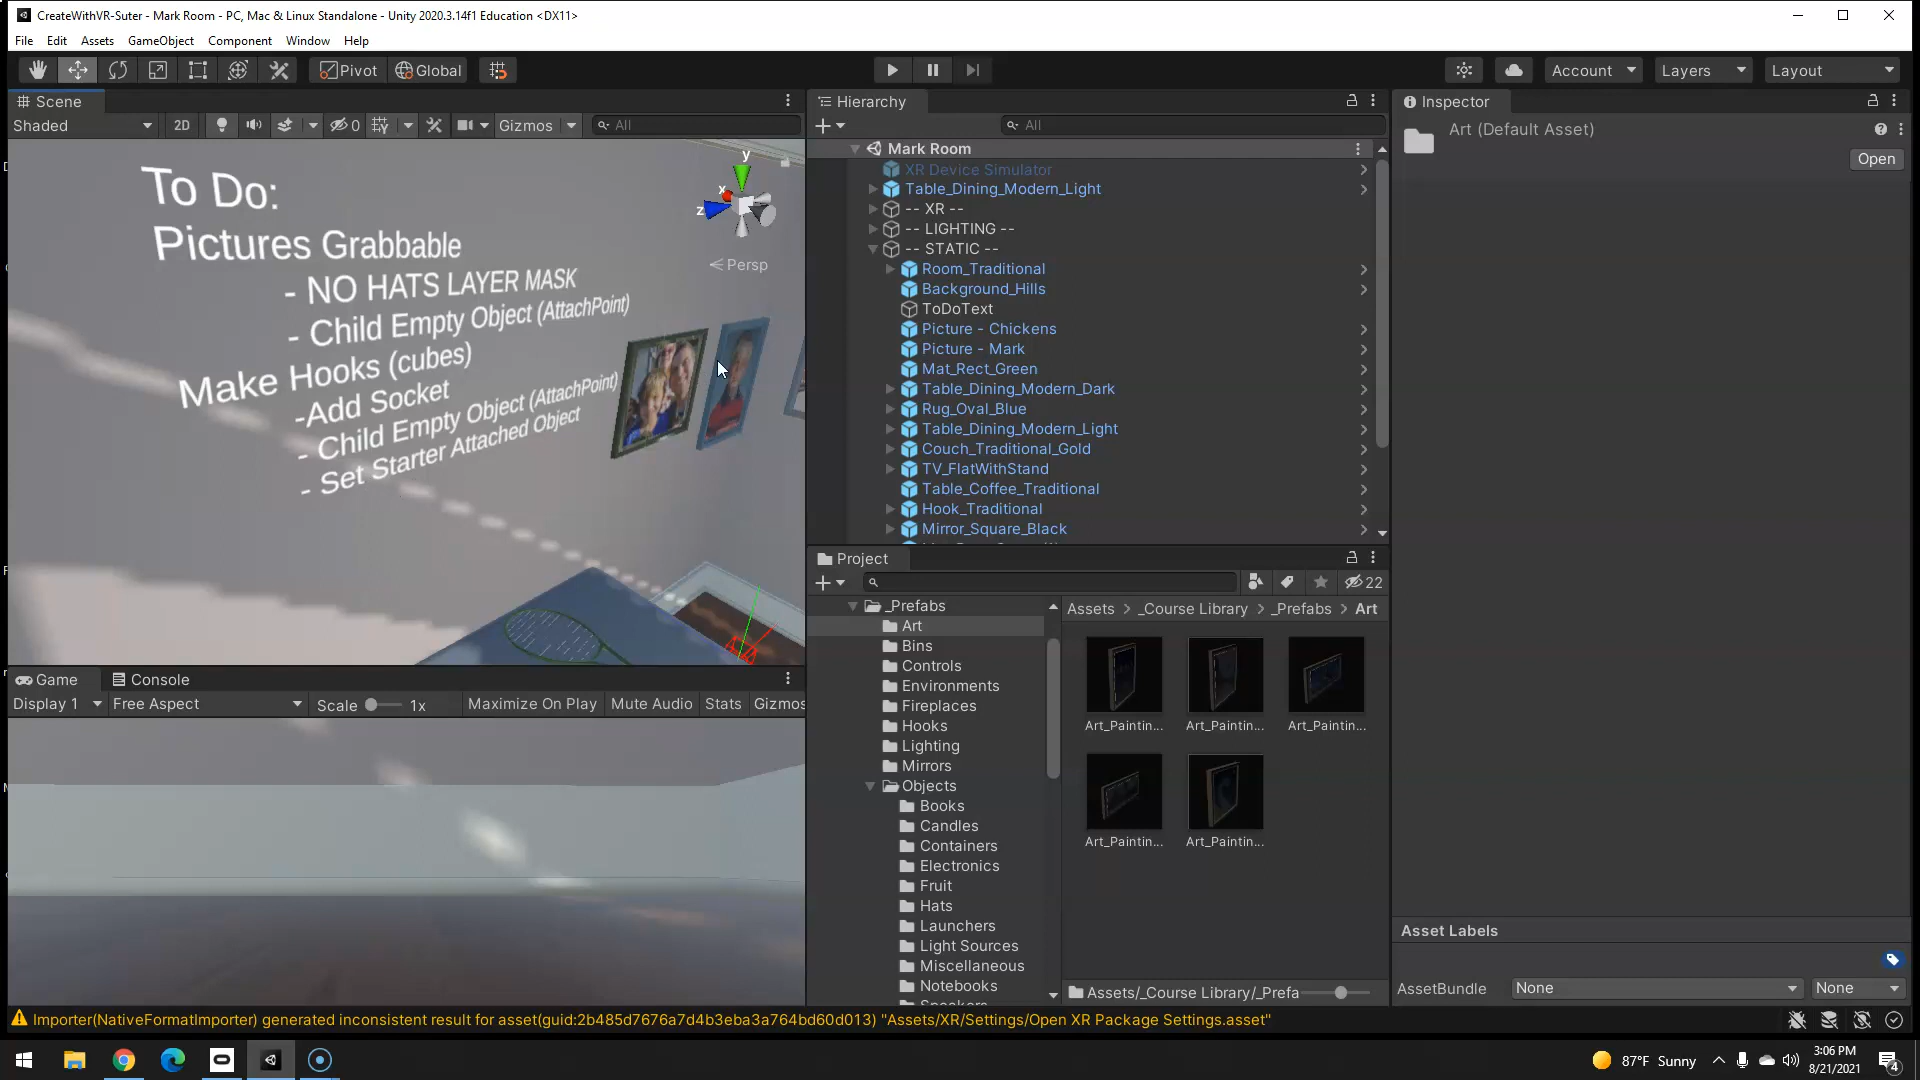 CreateWithVR-Suter - Mark Room - PC, Mac & Linux Standalone - Unity 2020.3.14f1 Education <DX11>
File Edit Assets GameObject Component Window Help
Pivot Global Account Layers Layout
Scene
Shaded 2D 0 Gizmos All
To Do:
Pictures Grabbable
- NO HATS LAYER MASK
- Child Empty Object (AttachPoint)
Make Hooks (cubes)
-Add Socket
- Child Empty Object (AttachPoint)
- Set Starter Attached Object
y
x
z
Persp
Game Console
Display 1 Free Aspect Scale 1x Maximize On Play Mute Audio Stats Gizmos
Hierarchy
All
Mark Room
XR Device Simulator
Table_Dining_Modern_Light
-- XR --
-- LIGHTING --
-- STATIC --
Room_Traditional
Background_Hills
ToDoText
Picture - Chickens
Picture - Mark
Mat_Rect_Green
Table_Dining_Modern_Dark
Rug_Oval_Blue
Table_Dining_Modern_Light
Couch_Traditional_Gold
TV_FlatWithStand
Table_Coffee_Traditional
Hook_Traditional
Mirror_Square_Black
Project
22
_Prefabs
Art
Bins
Controls
Environments
Fireplaces
Hooks
Lighting
Mirrors
Objects
Books
Candles
Containers
Electronics
Fruit
Hats
Launchers
Light Sources
Miscellaneous
Notebooks
Assets > _Course Library > _Prefabs > Art
Art_Paintin... Art_Paintin... Art_Paintin...
Art_Paintin... Art_Paintin...
Assets/_Course Library/_Prefa
Inspector
Art (Default Asset)
Open
Asset Labels
AssetBundle None None
Importer(NativeFormatImporter) generated inconsistent result for asset(guid:2b485d7676a7d4b3eba3a764bd60d013) "Assets/XR/Settings/Open XR Package Settings.asset"
87°F Sunny
3:06 PM
8/21/2021
4